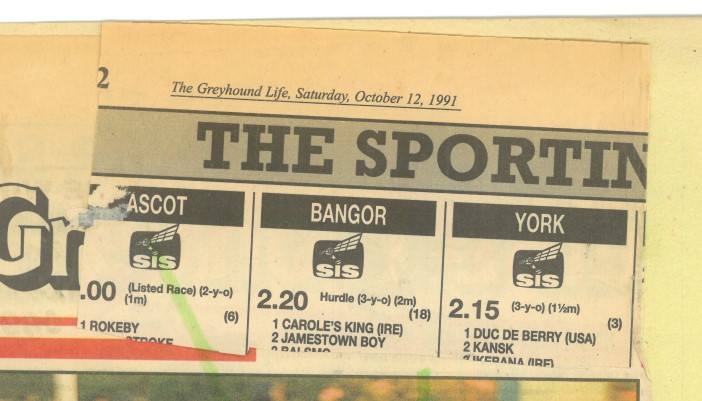 2
The Greyhound Life, Saturday, October 12, 1991
THE SPORTIN
ASCOT
SIS
.00 (Listed Race) (2-y-o)
(1m)
(6)
1 ROKEBY
STROKE
BANGOR
SIS
2.20 Hurdle (3-y-o) (2m)
(18)
1 CAROLE'S KING (IRE)
2 JAMESTOWN BOY
YORK
SIS
2.15 (3-y-o) (1½m)
(3)
1 DUC DE BERRY (USA)
2 KANSK
Gr